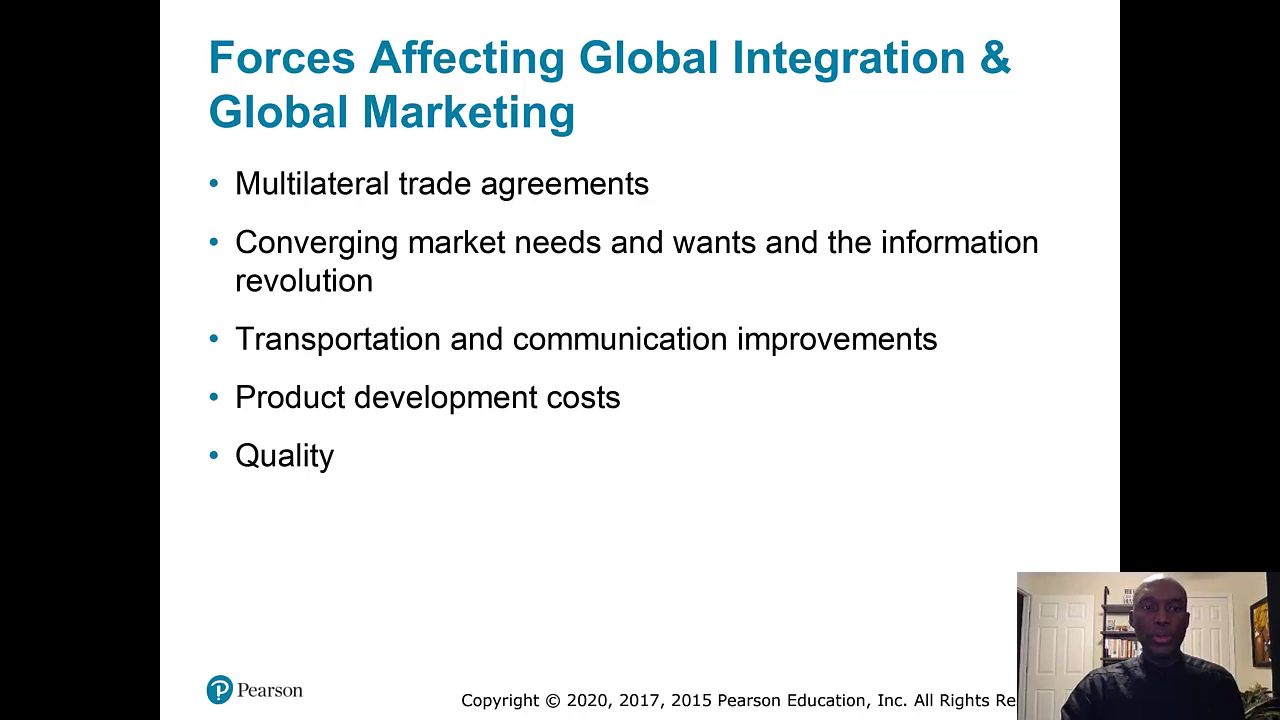 Forces Affecting Global Integration &
Global Marketing
• Multilateral trade agreements
• Converging market needs and wants and the information
revolution
• Transportation and communication improvements
• Product development costs
• Quality
Pearson
Copyright © 2020, 2017, 2015 Pearson Education, Inc. All Rights Re